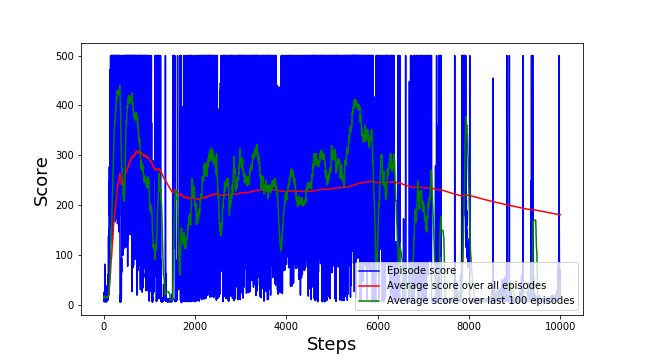 500
400
300
200
100
0
Score
Episode score
Average score over all episodes
Average score over last 100 episodes
0
2000
4000
6000
8000
10000
Steps